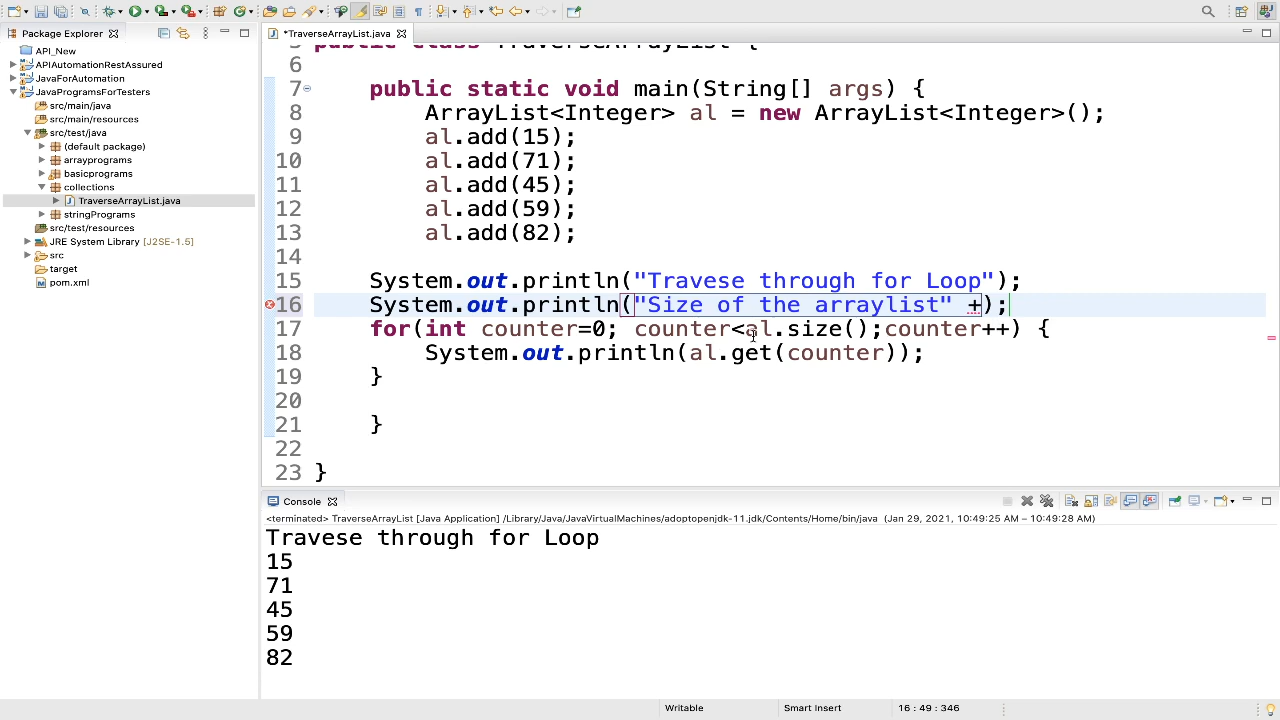 Package Explorer
*TraverseArrayList.java
API_New
APIAutomationRestAssured
JavaForAutomation
JavaProgramsForTesters
src/main/java
src/main/resources
src/test/java
(default package)
arrayprograms
basicprograms
collections
TraverseArrayList.java
stringPrograms
src/test/resources
JRE System Library [J2SE-1.5]
src
target
pom.xml
5 public class TraverseArrayList {
6
7 public static void main(String[] args) {
8 ArrayList<Integer> al = new ArrayList<Integer>();
9 al.add(15);
10 al.add(71);
11 al.add(45);
12 al.add(59);
13 al.add(82);
14
15 System.out.println("Travese through for Loop");
16 System.out.println("Size of the arraylist" +);
17 for(int counter=0; counter<al.size();counter++) {
18 System.out.println(al.get(counter));
19 }
20
21 }
22
23 }
Console
<terminated> TraverseArrayList [Java Application] /Library/Java/JavaVirtualMachines/adoptopenjdk-11.jdk/Contents/Home/bin/java (Jan 29, 2021, 10:49:25 AM – 10:49:28 AM)
Travese through for Loop
15
71
45
59
82
Writable
Smart Insert
16 : 49 : 346